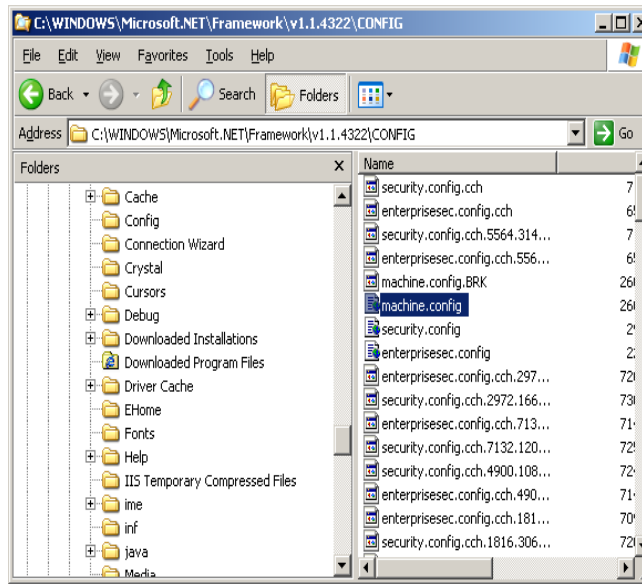 C:\WINDOWS\Microsoft.NET\Framework\v1.1.4322\CONFIG
File Edit View Favorites Tools Help
Back Search Folders
Address C:\WINDOWS\Microsoft.NET\Framework\v1.1.4322\CONFIG Go
Folders x
Cache
Config
Connection Wizard
Crystal
Cursors
Debug
Downloaded Installations
Downloaded Program Files
Driver Cache
EHome
Fonts
Help
IIS Temporary Compressed Files
ime
inf
java
Media
Name
security.config.cch 7
enterprisesec.config.cch
security.config.cch.5564.314... 7
enterprisesec.config.cch.556...
machine.config.BRK
machine.config
security.config
enterprisesec.config
enterprisesec.config.cch.297...
security.config.cch.2972.166...
enterprisesec.config.cch.713...
security.config.cch.7132.120...
security.config.cch.4900.108...
enterprisesec.config.cch.490...
enterprisesec.config.cch.181...
security.config.cch.1816.306...